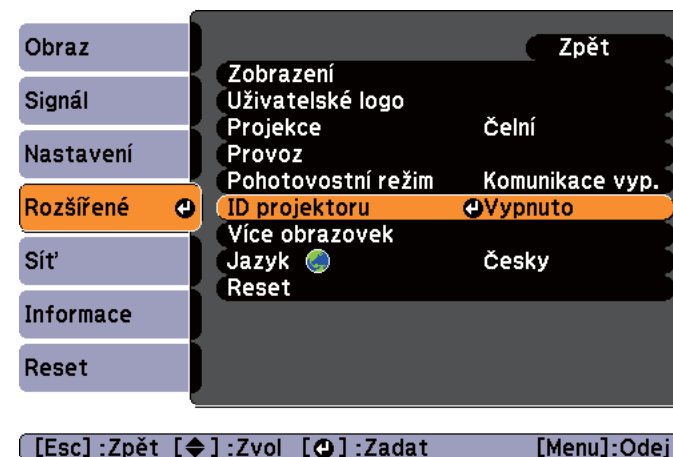 Obraz
Signál
Nastavení
Rozšířené
Síť
Informace
Reset
Zpět
Zobrazení
Uživatelské logo
Projekce Čelní
Provoz
Pohotovostní režim Komunikace vyp.
ID projektoru Vypnuto
Více obrazovek
Jazyk Česky
Reset
[Esc] :Zpět [◆] :Zvol [↵] :Zadat [Menu]:Odej